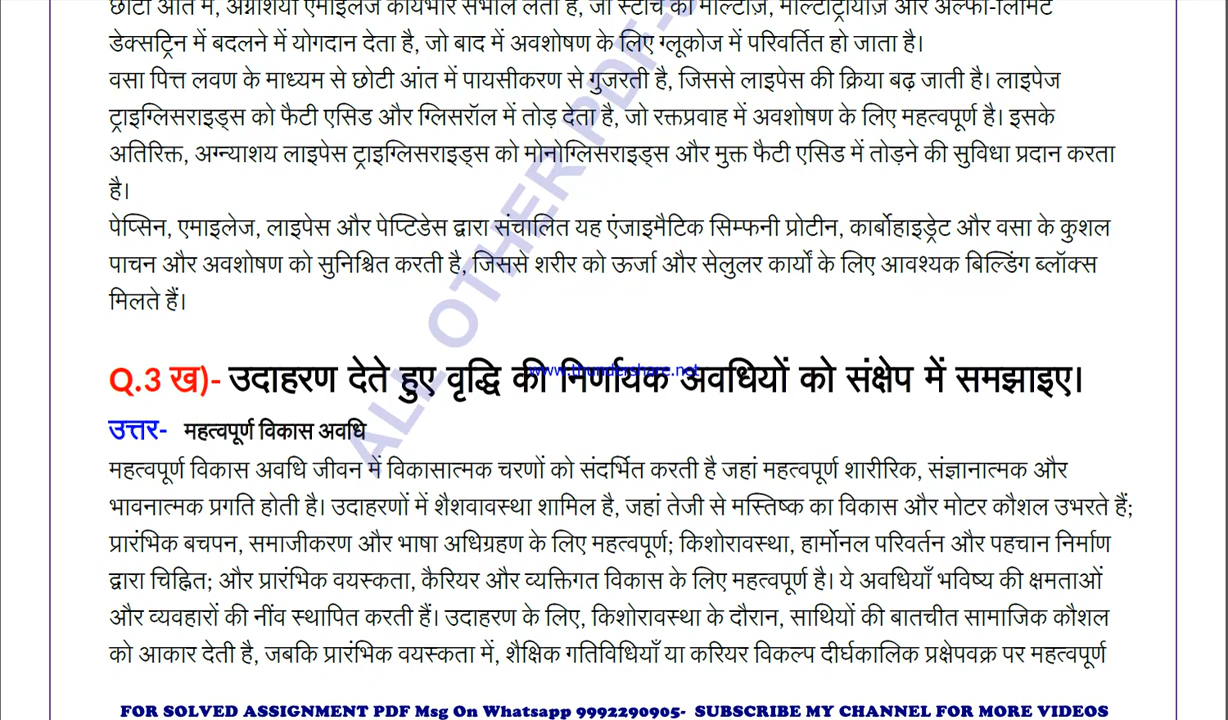 छोटी आंत में, अग्नाशयी एमाइलेज कार्यभार संभाल लेता है, जो स्टार्च को माल्टोज़, माल्टोट्रायोज़ और अल्फा-लिमिट
डेक्सट्रिन में बदलने में योगदान देता है, जो बाद में अवशोषण के लिए ग्लूकोज में परिवर्तित हो जाता है।
वसा पित्त लवण के माध्यम से छोटी आंत में पायसीकरण से गुजरती है, जिससे लाइपेस की क्रिया बढ़ जाती है। लाइपेज
ट्राइग्लिसराइड्स को फैटी एसिड और ग्लिसरॉल में तोड़ देता है, जो रक्तप्रवाह में अवशोषण के लिए महत्वपूर्ण है। इसके
अतिरिक्त, अग्न्याशय लाइपेस ट्राइग्लिसराइड्स को मोनोग्लिसराइड्स और मुक्त फैटी एसिड में तोड़ने की सुविधा प्रदान करता
है।
पेप्सिन, एमाइलेज, लाइपेस और पेप्टिडेस द्वारा संचालित यह एंजाइमैटिक सिम्फनी प्रोटीन, कार्बोहाइड्रेट और वसा के कुशल
पाचन और अवशोषण को सुनिश्चित करती है, जिससे शरीर को ऊर्जा और सेलुलर कार्यों के लिए आवश्यक बिल्डिंग ब्लॉक्स
मिलते हैं।
ALL OTHER PDF-
Q.3 ख)- उदाहरण देते हुए वृद्धि की निर्णायक अवधियों को संक्षेप में समझाइए।
www.thundershare.net
उत्तर- महत्वपूर्ण विकास अवधि
महत्वपूर्ण विकास अवधि जीवन में विकासात्मक चरणों को संदर्भित करती है जहां महत्वपूर्ण शारीरिक, संज्ञानात्मक और
भावनात्मक प्रगति होती है। उदाहरणों में शैशवावस्था शामिल है, जहां तेजी से मस्तिष्क का विकास और मोटर कौशल उभरते हैं;
प्रारंभिक बचपन, समाजीकरण और भाषा अधिग्रहण के लिए महत्वपूर्ण; किशोरावस्था, हार्मोनल परिवर्तन और पहचान निर्माण
द्वारा चिह्नित; और प्रारंभिक वयस्कता, कैरियर और व्यक्तिगत विकास के लिए महत्वपूर्ण है। ये अवधियाँ भविष्य की क्षमताओं
और व्यवहारों की नींव स्थापित करती हैं। उदाहरण के लिए, किशोरावस्था के दौरान, साथियों की बातचीत सामाजिक कौशल
को आकार देती है, जबकि प्रारंभिक वयस्कता में, शैक्षिक गतिविधियाँ या करियर विकल्प दीर्घकालिक प्रक्षेपवक्र पर महत्वपूर्ण
FOR SOLVED ASSIGNMENT PDF Msg On Whatsapp 9992290905- SUBSCRIBE MY CHANNEL FOR MORE VIDEOS